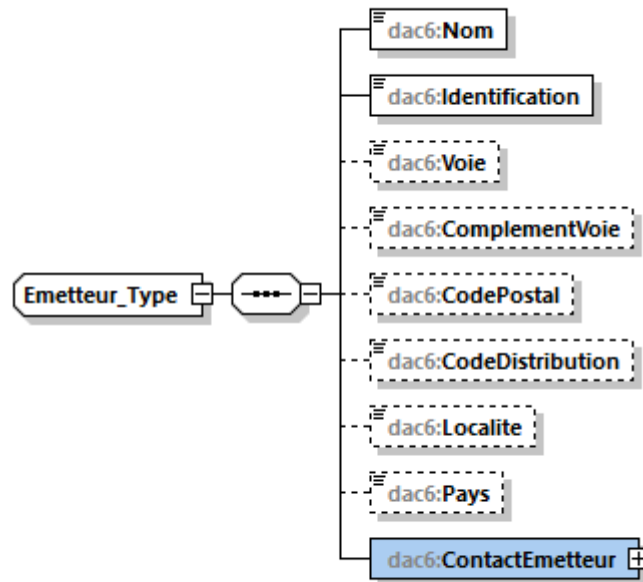 dac6:Nom
dac6:Identification
dac6:Voie
dac6:ComplementVoie
Emetteur_Type
dac6:CodePostal
dac6:CodeDistribution
dac6:Localite
dac6:Pays
dac6:ContactEmetteur